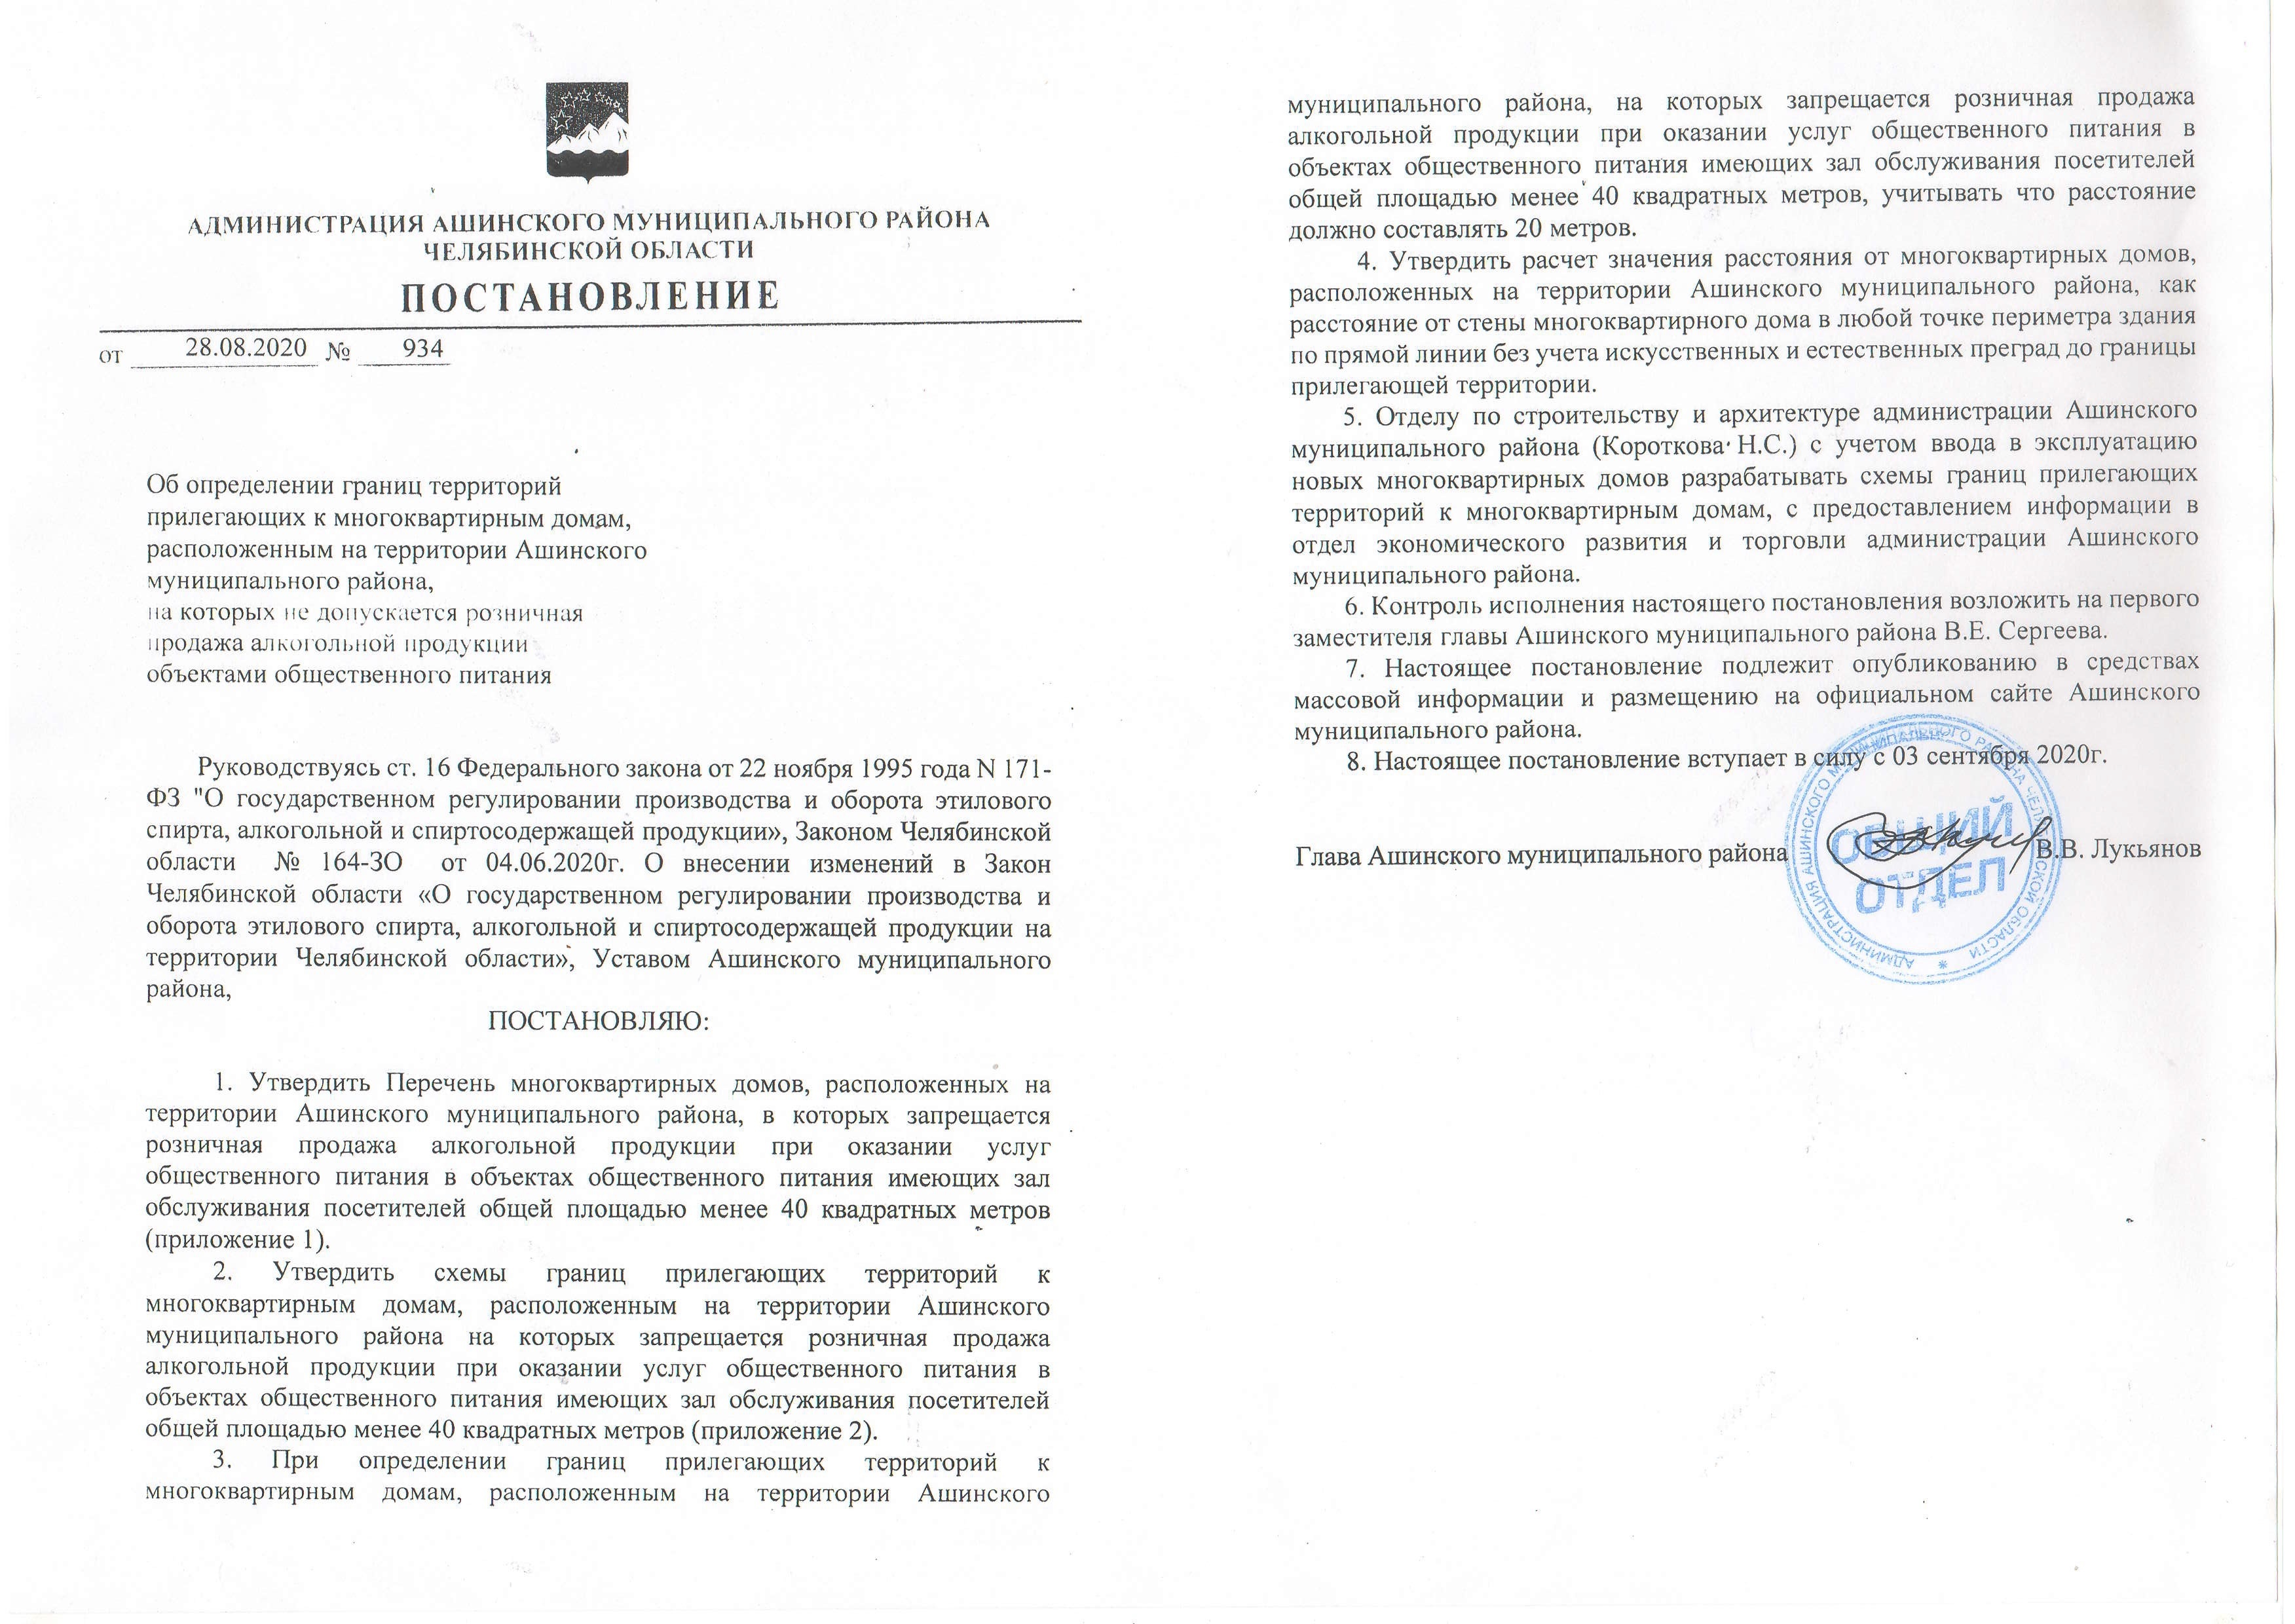 АДМИНИСТРАЦИЯ АШИНСКОГО МУНИЦИПАЛЬНОГО РАЙОНА
ЧЕЛЯБИНСКОЙ ОБЛАСТИ
ПОСТАНОВЛЕНИЕ
от 28.08.2020 № 934
Об определении границ территорий
прилегающих к многоквартирным домам,
расположенным на территории Ашинского
муниципального района,
на которых не допускается розничная
продажа алкогольной продукции
объектами общественного питания
Руководствуясь ст. 16 Федерального закона от 22 ноября 1995 года N 171-
ФЗ "О государственном регулировании производства и оборота этилового
спирта, алкогольной и спиртосодержащей продукции», Законом Челябинской
области № 164-ЗО от 04.06.2020г. О внесении изменений в Закон
Челябинской области «О государственном регулировании производства и
оборота этилового спирта, алкогольной и спиртосодержащей продукции на
территории Челябинской области», Уставом Ашинского муниципального
района,
ПОСТАНОВЛЯЮ:
1. Утвердить Перечень многоквартирных домов, расположенных на
территории Ашинского муниципального района, в которых запрещается
розничная продажа алкогольной продукции при оказании услуг
общественного питания в объектах общественного питания имеющих зал
обслуживания посетителей общей площадью менее 40 квадратных метров
(приложение 1).
2. Утвердить схемы границ прилегающих территорий к
многоквартирным домам, расположенным на территории Ашинского
муниципального района на которых запрещается розничная продажа
алкогольной продукции при оказании услуг общественного питания в
объектах общественного питания имеющих зал обслуживания посетителей
общей площадью менее 40 квадратных метров (приложение 2).
3. При определении границ прилегающих территорий к
многоквартирным домам, расположенным на территории Ашинского
муниципального района, на которых запрещается розничная продажа
алкогольной продукции при оказании услуг общественного питания в
объектах общественного питания имеющих зал обслуживания посетителей
общей площадью менее 40 квадратных метров, учитывать что расстояние
должно составлять 20 метров.
4. Утвердить расчет значения расстояния от многоквартирных домов,
расположенных на территории Ашинского муниципального района, как
расстояние от стены многоквартирного дома в любой точке периметра здания
по прямой линии без учета искусственных и естественных преград до границы
прилегающей территории.
5. Отделу по строительству и архитектуре администрации Ашинского
муниципального района (Короткова Н.С.) с учетом ввода в эксплуатацию
новых многоквартирных домов разрабатывать схемы границ прилегающих
территорий к многоквартирным домам, с предоставлением информации в
отдел экономического развития и торговли администрации Ашинского
муниципального района.
6. Контроль исполнения настоящего постановления возложить на первого
заместителя главы Ашинского муниципального района В.Е. Сергеева.
7. Настоящее постановление подлежит опубликованию в средствах
массовой информации и размещению на официальном сайте Ашинского
муниципального района.
8. Настоящее постановление вступает в силу с 03 сентября 2020г.
Глава Ашинского муниципального района В.В. Лукьянов
АДМИНИСТРАЦИЯ АШИНСКОГО МУНИЦИПАЛЬНОГО РАЙОНА ЧЕЛЯБИНСКОЙ ОБЛАСТИ
ОБЩИЙ
ОТДЕЛ